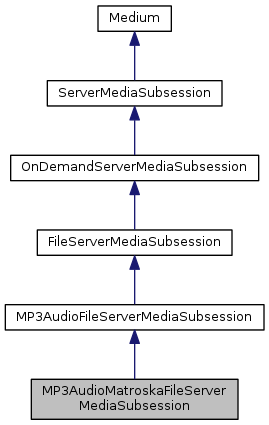 Medium
ServerMediaSubsession
OnDemandServerMediaSubsession
FileServerMediaSubsession
MP3AudioFileServerMediaSubsession
MP3AudioMatroskaFileServer
MediaSubsession